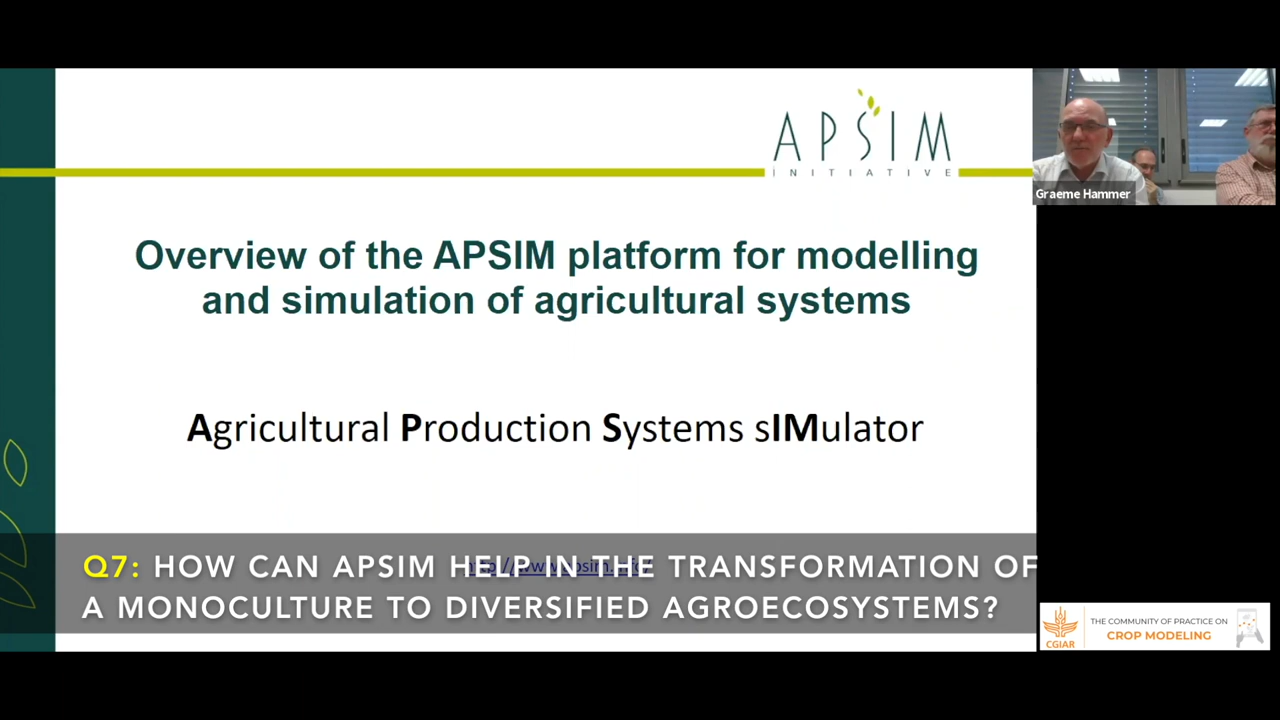 APSIM
INITIATIVE
Graeme Hammer
Overview of the APSIM platform for modelling
and simulation of agricultural systems
Agricultural Production Systems sIMulator
Q7: HOW CAN APSIM HELP IN THE TRANSFORMATION OF
A MONOCULTURE TO DIVERSIFIED AGROECOSYSTEMS?
CGIAR
THE COMMUNITY OF PRACTICE ON
CROP MODELING